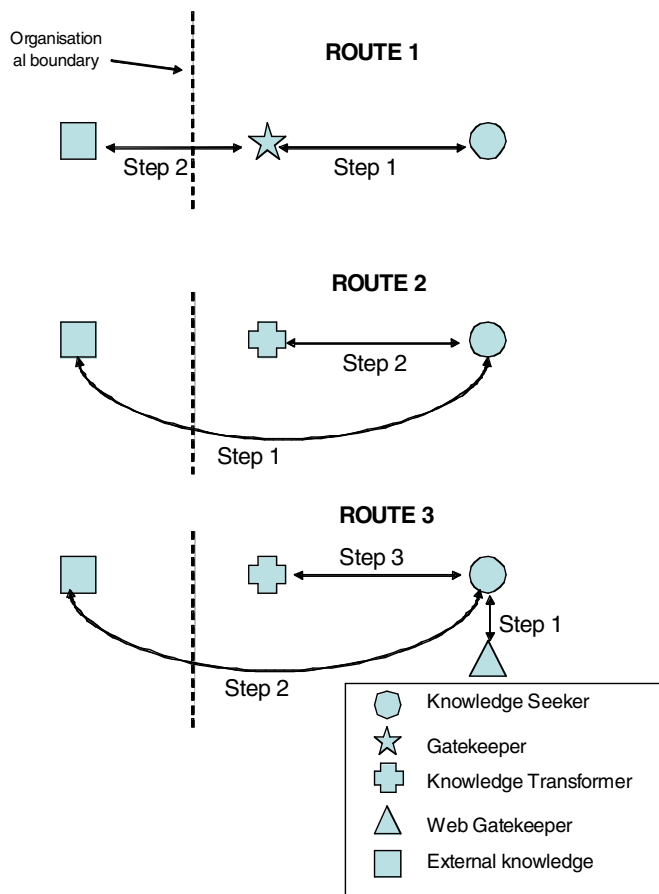 Organisation
al boundary
ROUTE 1
Step 2
Step 1
ROUTE 2
Step 2
Step 1
ROUTE 3
Step 3
Step 1
Step 2
Knowledge Seeker
Gatekeeper
Knowledge Transformer
Web Gatekeeper
External knowledge